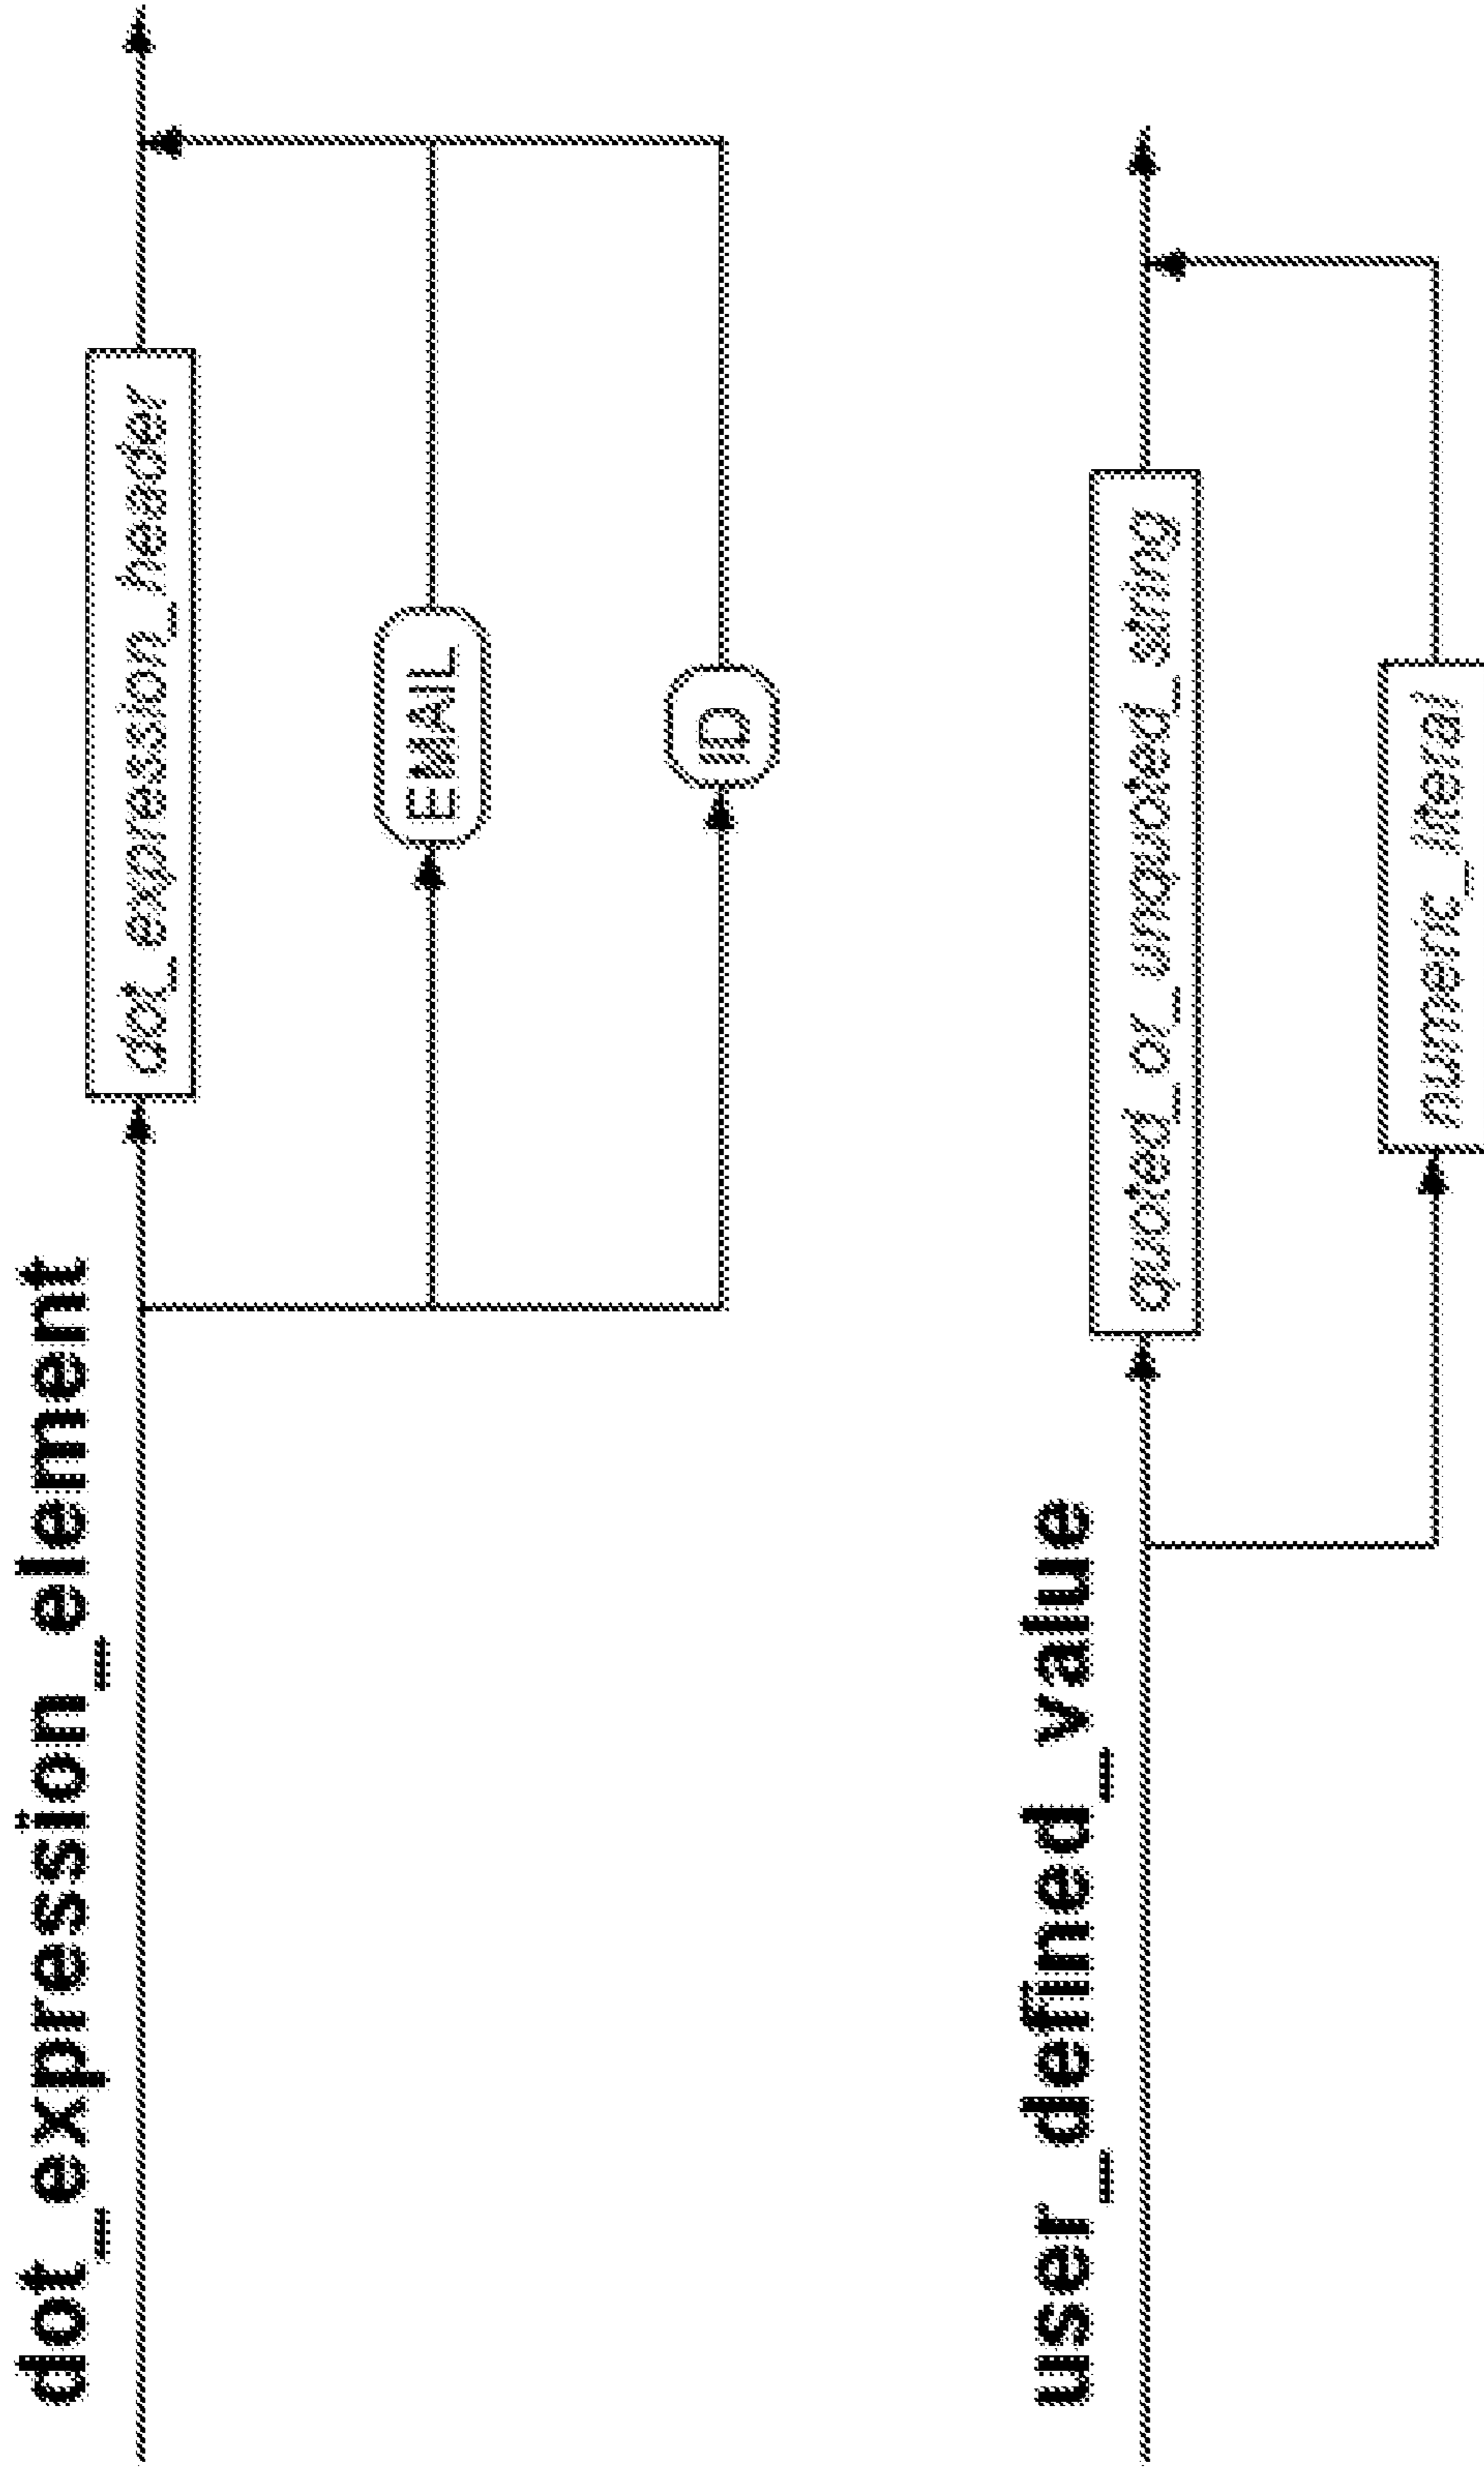 dot_expression_element
dot_expression_header
EMAIL
ID
user_defined_value
quoted_or_unquoted_string
numeric_literal